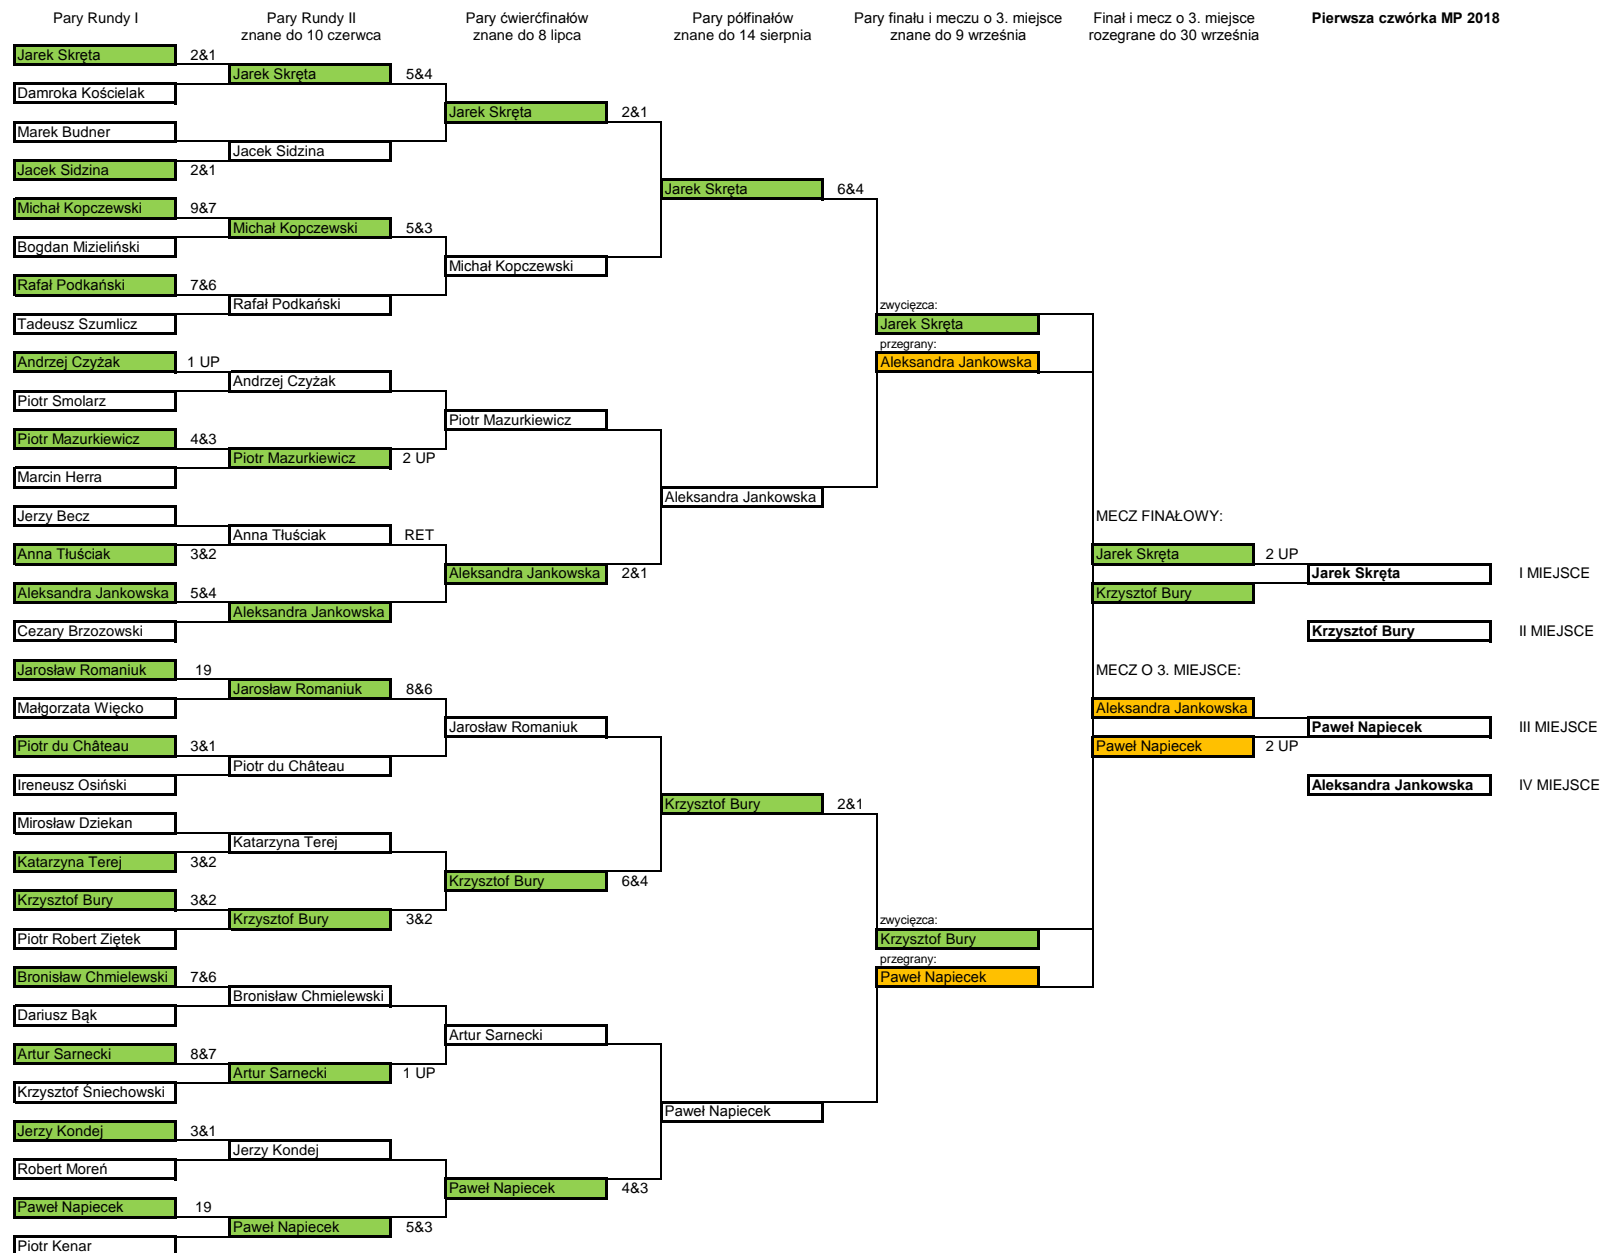 Pary Rundy I
Pary Rundy II
znane do 10 czerwca
Pary ćwierćfinałów
znane do 8 lipca
Pary półfinałów
znane do 14 sierpnia
Pary finału i meczu o 3. miejsce
znane do 9 września
Finał i mecz o 3. miejsce
rozegrane do 30 września
Pierwsza czwórka MP 2018
Jarek Skręta 2&1
Damroka Kościelak
Marek Budner
Jacek Sidzina 2&1
Michał Kopczewski 9&7
Bogdan Mizieliński
Rafał Podkański 7&6
Tadeusz Szumlicz
Andrzej Czyżak 1 UP
Piotr Smolarz
Piotr Mazurkiewicz 4&3
Marcin Herra
Jerzy Becz
Anna Tłuściak 3&2
Aleksandra Jankowska 5&4
Cezary Brzozowski
Jarosław Romaniuk 19
Małgorzata Więcko
Piotr du Château 3&1
Ireneusz Osiński
Mirosław Dziekan
Katarzyna Terej 3&2
Krzysztof Bury 3&2
Piotr Robert Ziętek
Bronisław Chmielewski 7&6
Dariusz Bąk
Artur Sarnecki 8&7
Krzysztof Śniechowski
Jerzy Kondej 3&1
Robert Moreń
Paweł Napiecek 19
Piotr Kenar
Jarek Skręta 5&4
Jacek Sidzina
Michał Kopczewski 5&3
Rafał Podkański
Andrzej Czyżak
Piotr Mazurkiewicz 2 UP
Anna Tłuściak RET
Aleksandra Jankowska
Jarosław Romaniuk 8&6
Piotr du Château
Katarzyna Terej
Krzysztof Bury 3&2
Bronisław Chmielewski
Artur Sarnecki 1 UP
Jerzy Kondej
Paweł Napiecek 5&3
Jarek Skręta 2&1
Michał Kopczewski
Piotr Mazurkiewicz
Aleksandra Jankowska 2&1
Jarosław Romaniuk
Krzysztof Bury 6&4
Artur Sarnecki
Paweł Napiecek 4&3
Jarek Skręta 6&4
Aleksandra Jankowska
Krzysztof Bury 2&1
Paweł Napiecek
zwycięzca:
Jarek Skręta
przegrany:
Aleksandra Jankowska
zwycięzca:
Krzysztof Bury
przegrany:
Paweł Napiecek
MECZ FINAŁOWY:
Jarek Skręta 2 UP
Krzysztof Bury
MECZ O 3. MIEJSCE:
Aleksandra Jankowska
Paweł Napiecek 2 UP
Jarek Skręta I MIEJSCE
Krzysztof Bury II MIEJSCE
Paweł Napiecek III MIEJSCE
Aleksandra Jankowska IV MIEJSCE